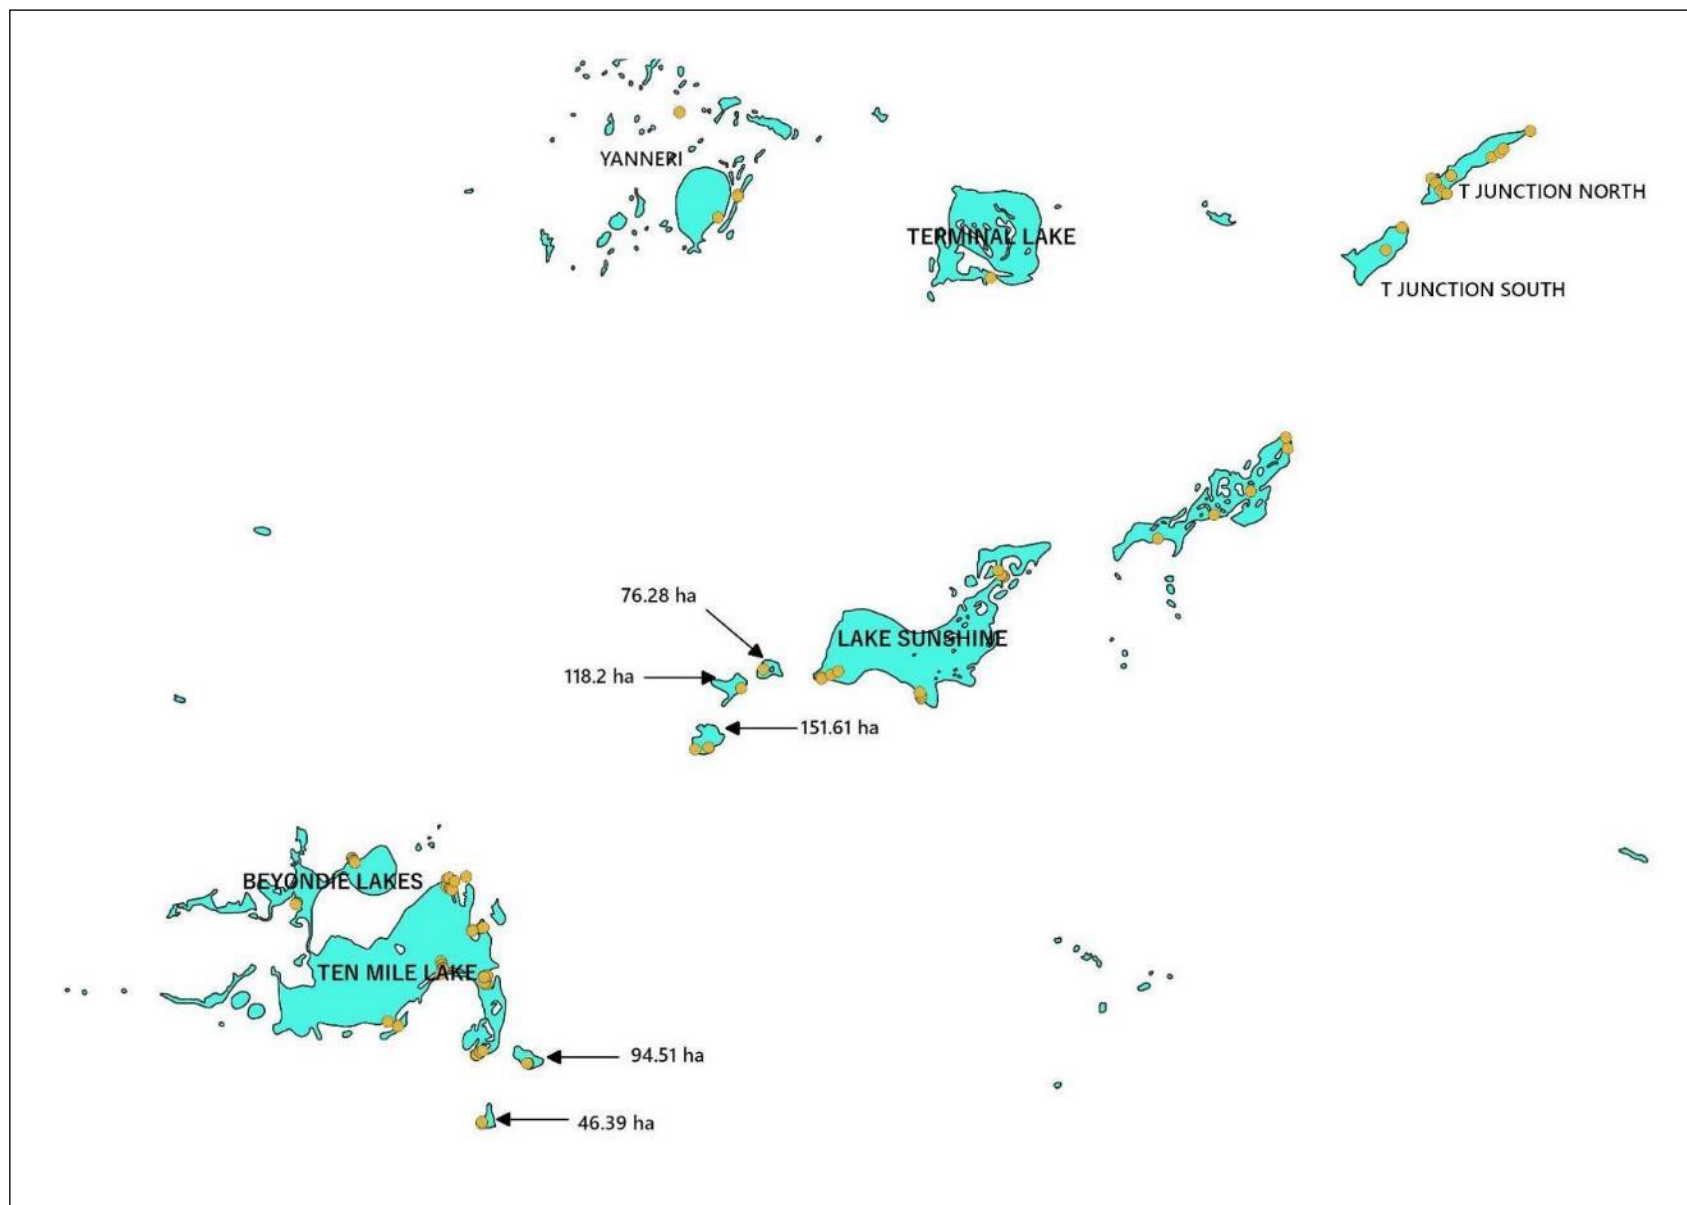 YANNERI
T JUNCTION NORTH
TERMINAL LAKE
T JUNCTION SOUTH
76.28 ha
LAKE SUNSHINE
118.2 ha
151.61 ha
BEYONDIE LAKES
TEN MILE LAKE
94.51 ha
46.39 ha